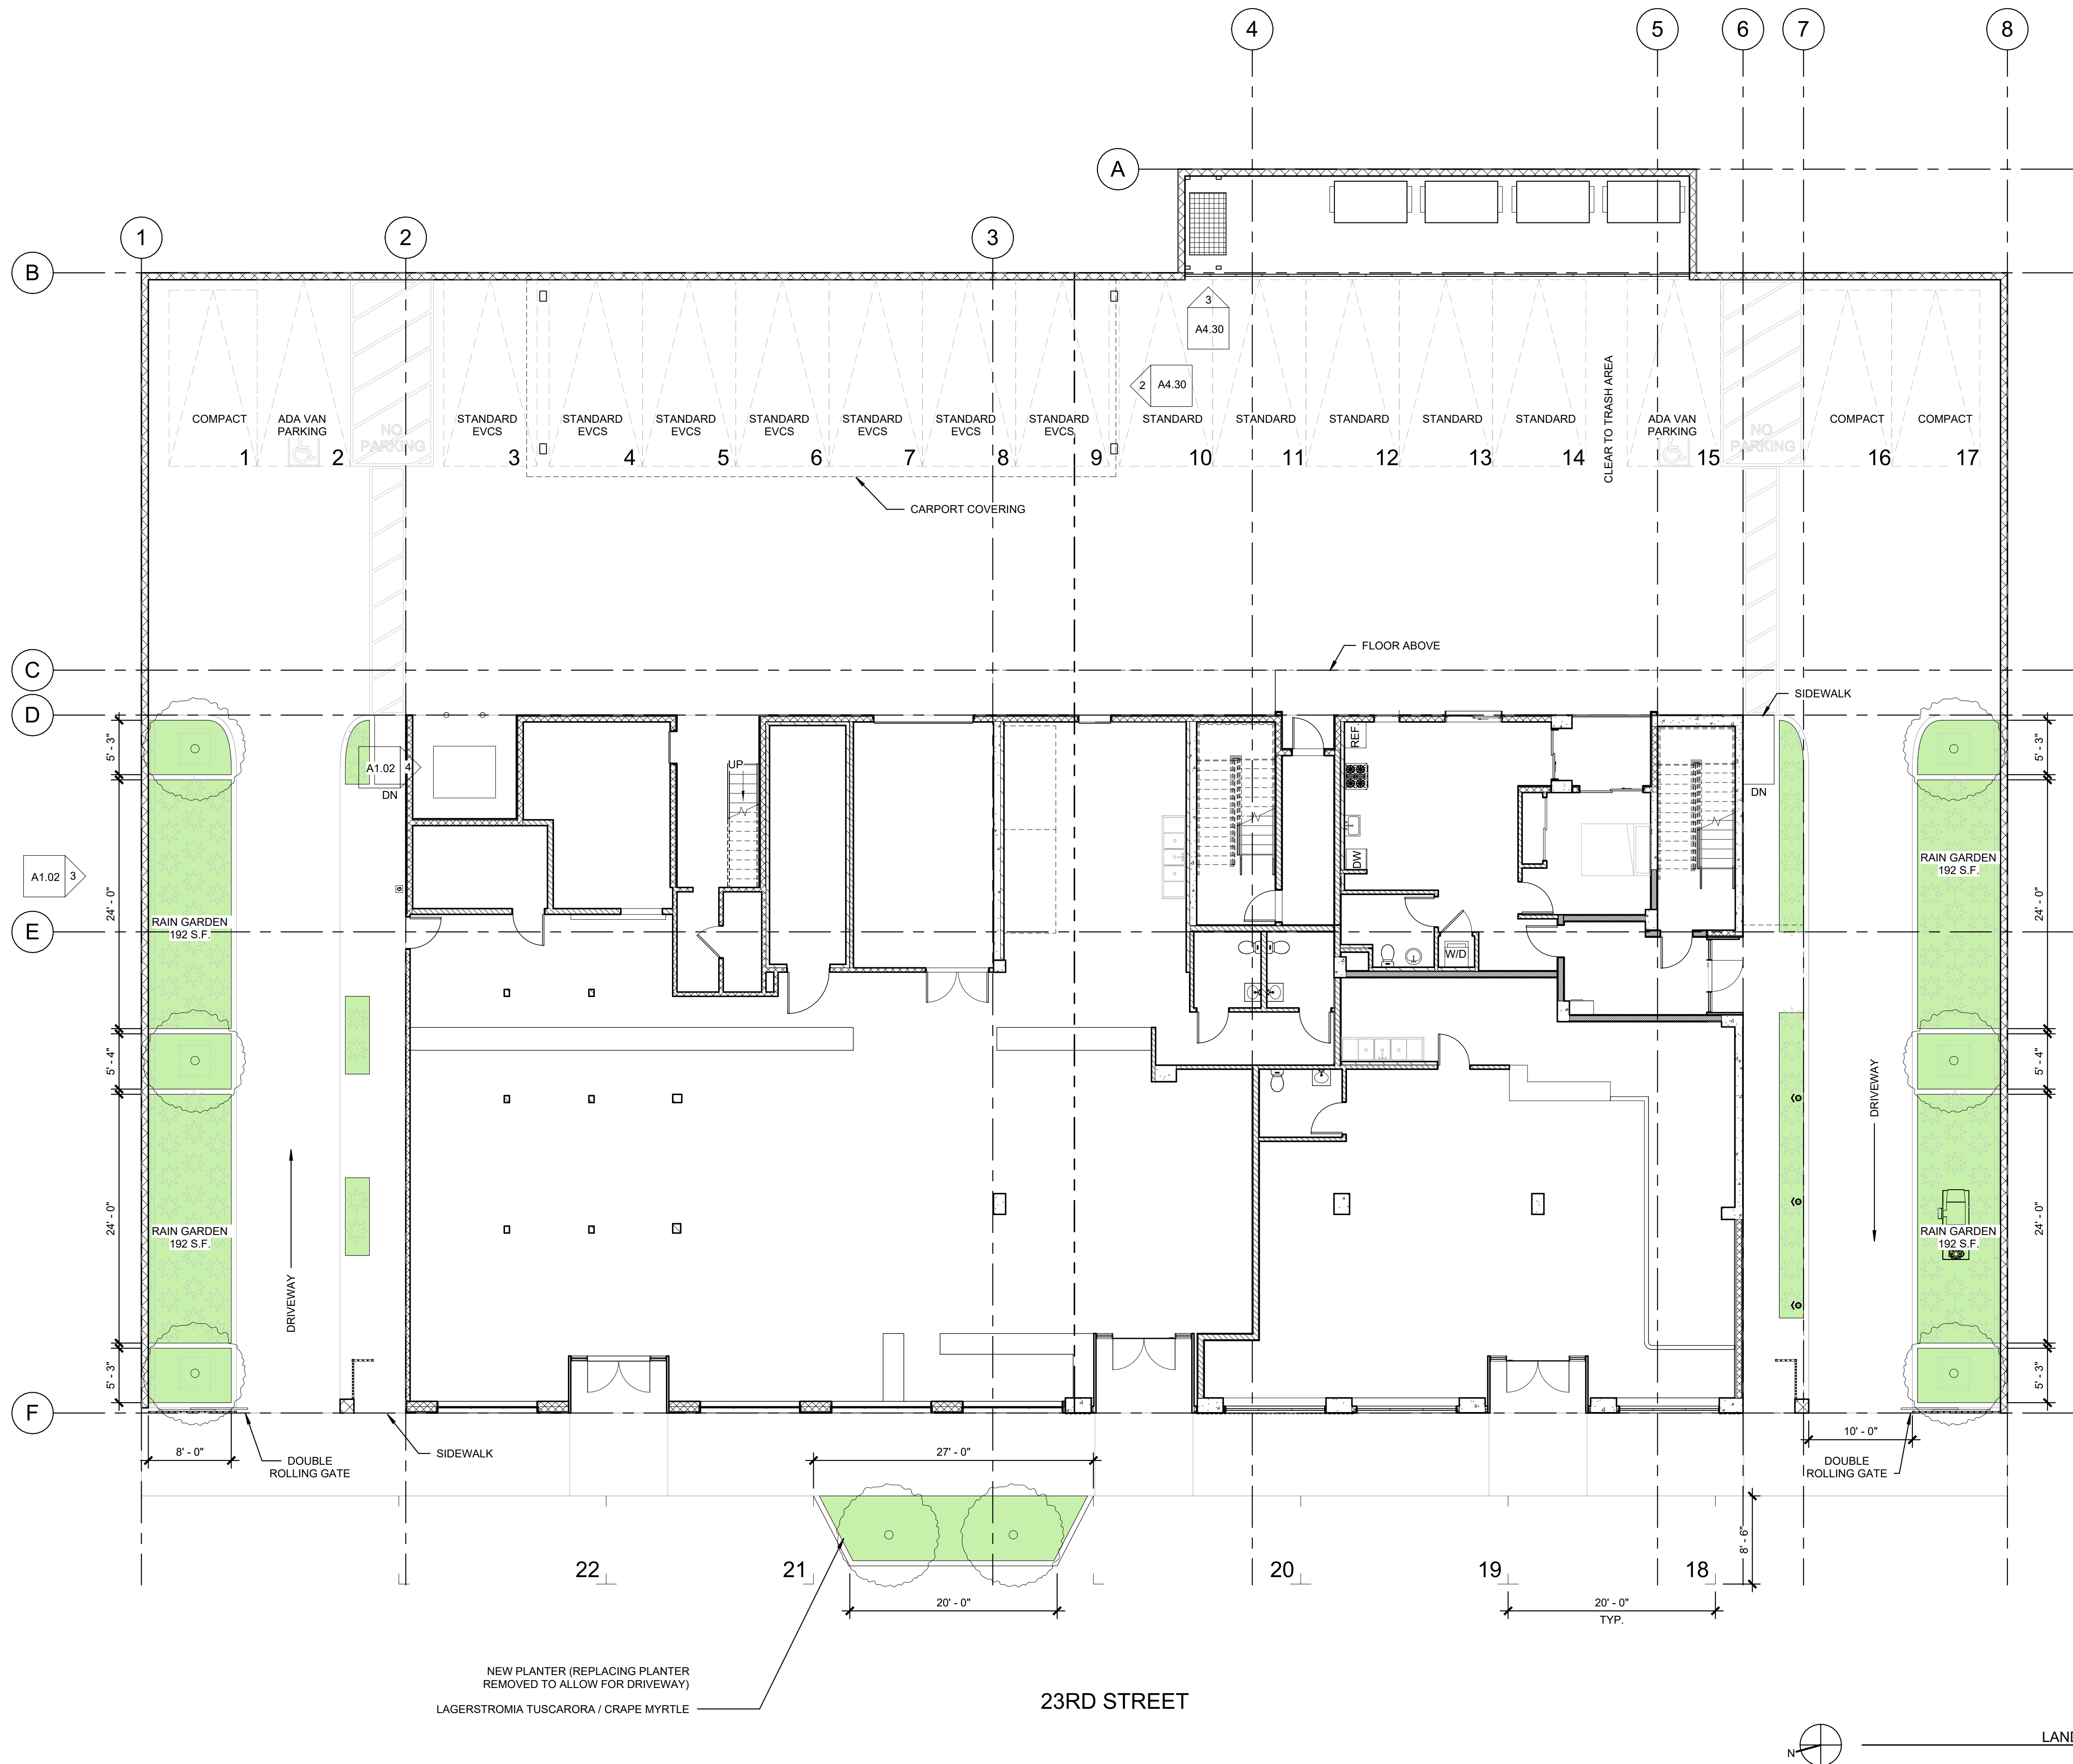 4
5
6
7
8
A
1
2
3
B
3
A4.30
2
A4.30
COMPACT
ADA VAN
PARKING
NO
PARKING
STANDARD
EVCS
STANDARD
EVCS
STANDARD
EVCS
STANDARD
EVCS
STANDARD
EVCS
STANDARD
EVCS
STANDARD
EVCS
STANDARD
STANDARD
STANDARD
STANDARD
STANDARD
CLEAR TO TRASH AREA
ADA VAN
PARKING
NO
PARKING
COMPACT
COMPACT
1
2
3
4
5
6
7
8
9
10
11
12
13
14
15
16
17
CARPORT COVERING
FLOOR ABOVE
C
SIDEWALK
D
5' - 3"
A1.02
4
DN
UP
REF
DW
DN
5' - 3"
A1.02
3
24' - 0"
RAIN GARDEN
192 S.F.
RAIN GARDEN
192 S.F.
24' - 0"
E
W/D
5' - 4"
DRIVEWAY
5' - 4"
24' - 0"
RAIN GARDEN
192 S.F.
DRIVEWAY
RAIN GARDEN
192 S.F.
24' - 0"
5' - 3"
5' - 3"
F
8' - 0"
DOUBLE
ROLLING GATE
SIDEWALK
27' - 0"
10' - 0"
DOUBLE
ROLLING GATE
8' - 6"
22
21
20
19
18
20' - 0"
20' - 0"
TYP.
NEW PLANTER (REPLACING PLANTER
REMOVED TO ALLOW FOR DRIVEWAY)
LAGERSTROMIA TUSCARORA / CRAPE MYRTLE
23RD STREET
N
LAND